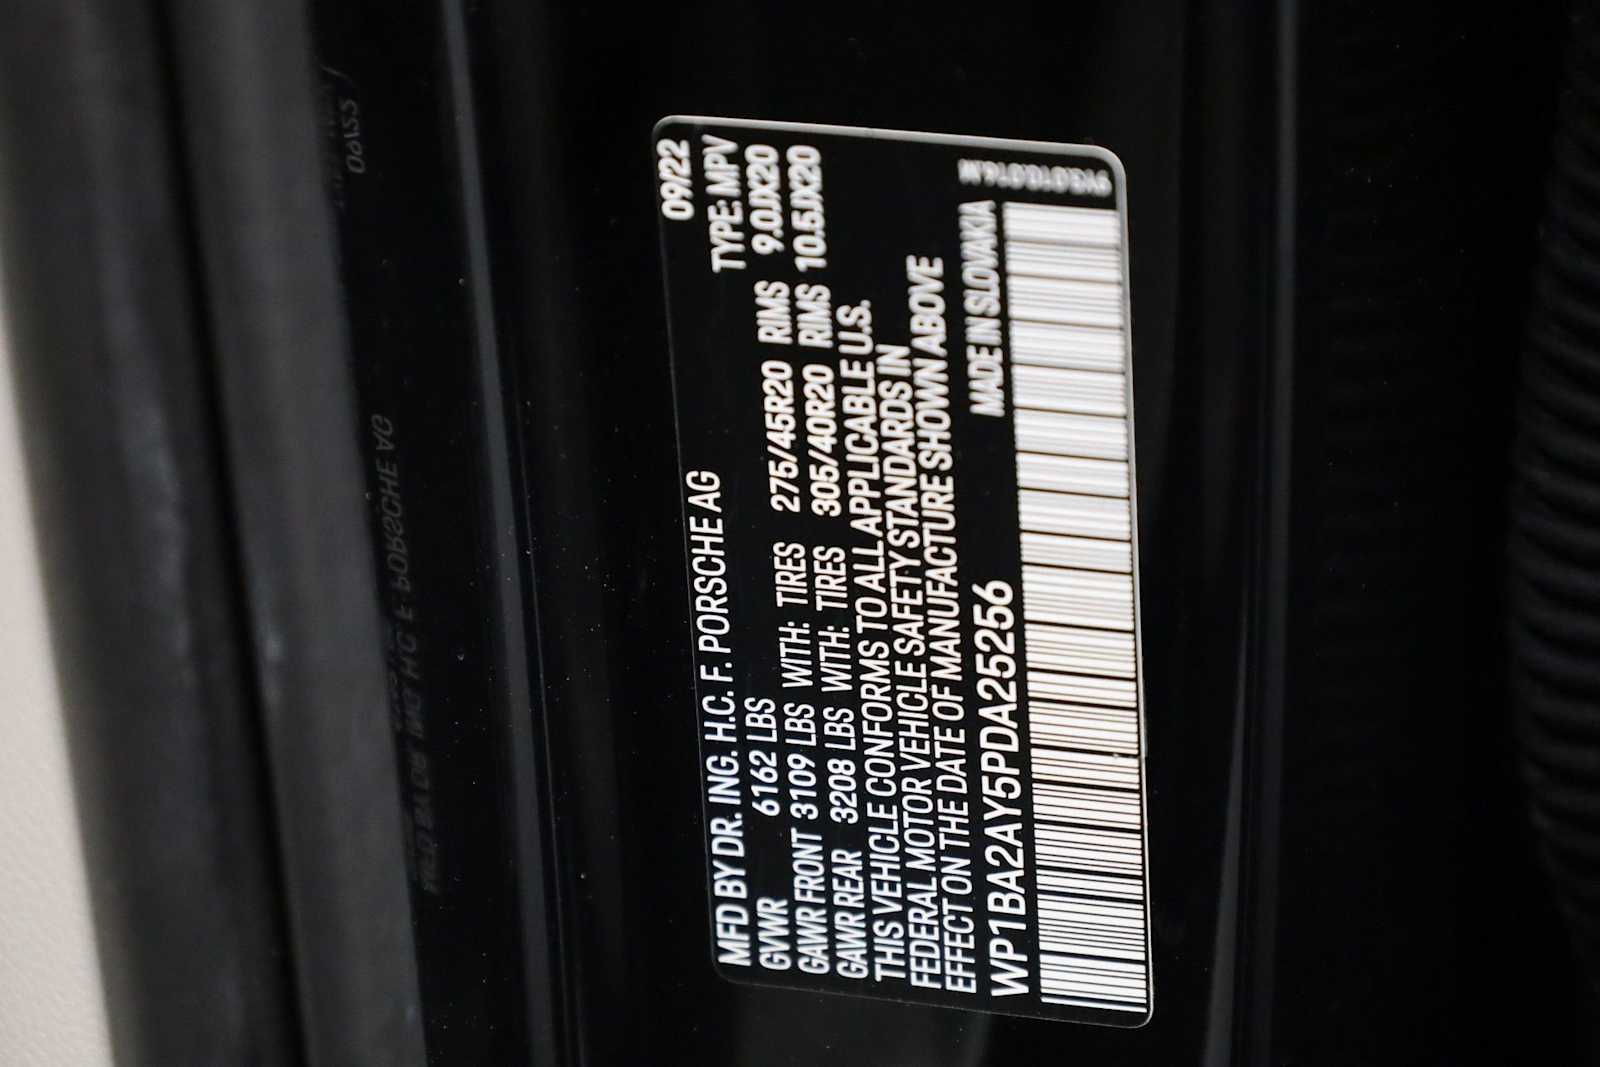 09/22
MFD BY DR. ING. H.C. F. PORSCHE AG TYPE: MPV
GVWR 6162 LBS
GAWR FRONT 3109 LBS WITH: TIRES 275/45R20 RIMS 9.0JX20
GAWR REAR 3208 LBS WITH: TIRES 305/40R20 RIMS 10.5JX20
THIS VEHICLE CONFORMS TO ALL APPLICABLE U.S.
FEDERAL MOTOR VEHICLE SAFETY STANDARDS IN
EFFECT ON THE DATE OF MANUFACTURE SHOWN ABOVE
WP1BA2AY5PDA25256 MADE IN SLOVAKIA